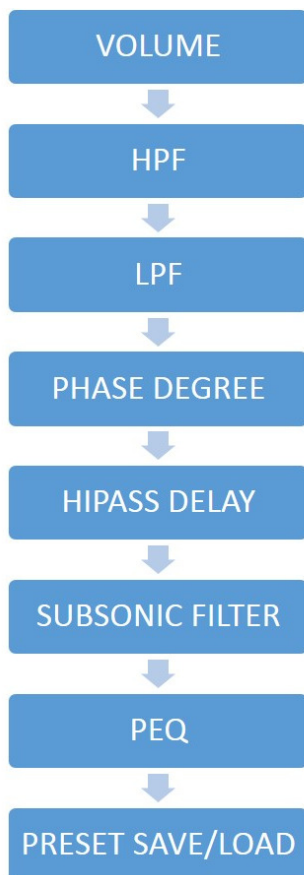 VOLUME
HPF
LPF
PHASE DEGREE
HIPASS DELAY
SUBSONIC FILTER
PEQ
PRESET SAVE/LOAD